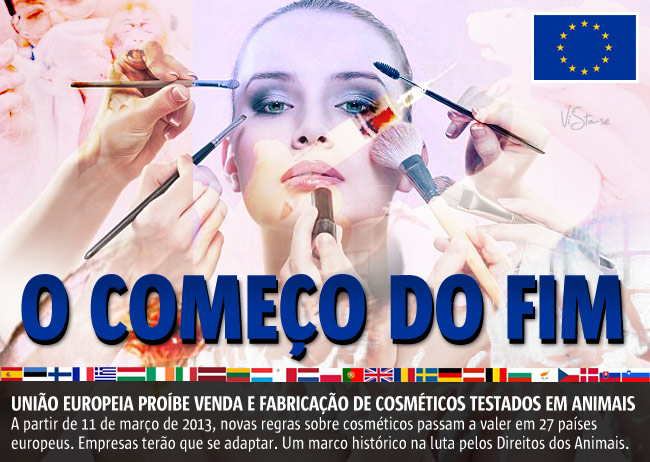 ViStame
O COMEÇO DO FIM
UNIÃO EUROPEIA PROÍBE VENDA E FABRICAÇÃO DE COSMÉTICOS TESTADOS EM ANIMAIS
A partir de 11 de março de 2013, novas regras sobre cosméticos passam a valer em 27 países
europeus. Empresas terão que se adaptar. Um marco histórico na luta pelos Direitos dos Animais.